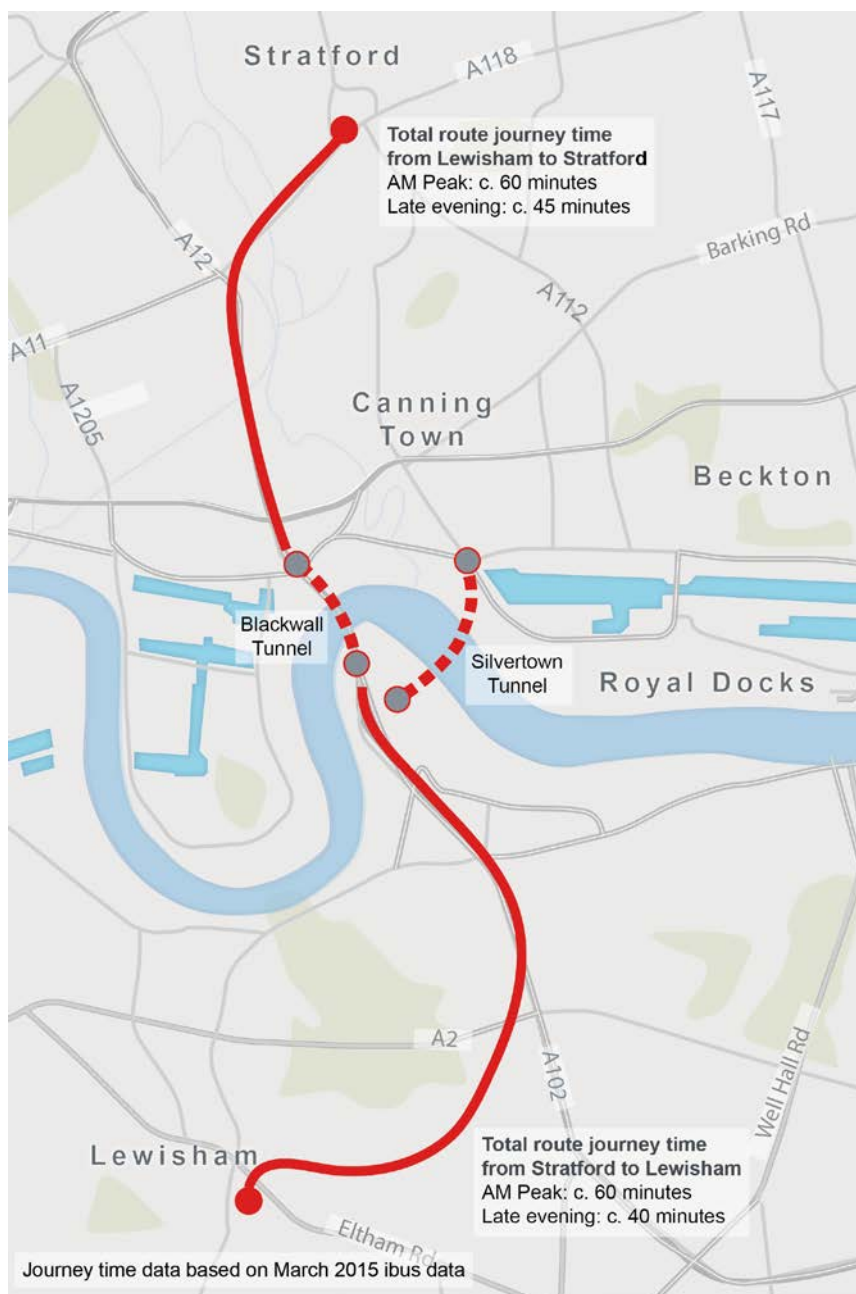 Stratford
A118
A117
Total route journey time
from Lewisham to Stratford
AM Peak: c. 60 minutes
Late evening: c. 45 minutes
A12
Barking Rd
A112
A11
A1205
Canning
Town
Beckton
Blackwall
Tunnel
Silvertown
Tunnel
Royal Docks
A2
A102
Well Hall Rd
Lewisham
Total route journey time
from Stratford to Lewisham
AM Peak: c. 60 minutes
Late evening: c. 40 minutes
Eltham Rd
Journey time data based on March 2015 ibus data